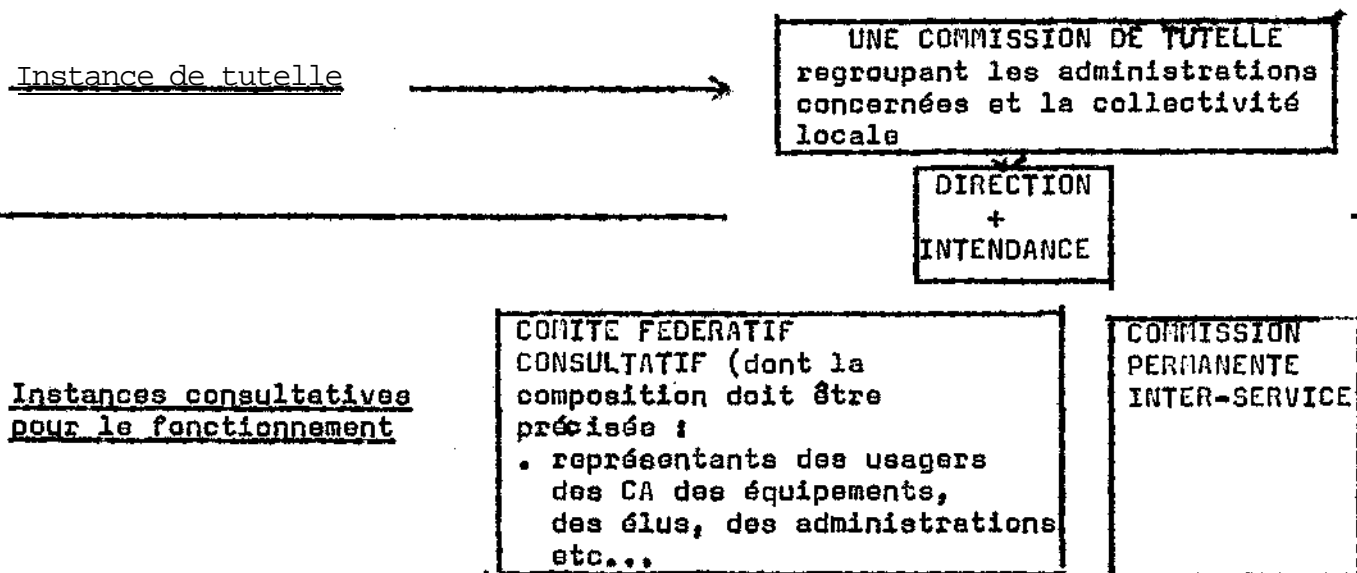 UNE COMMISSION DE TUTELLE
Instance de tutelle
regroupant les administrations
concernées et la collectivité
locale
DIRECTION
+
INTENDANCE
COMITE FEDERATIF
CONSULTATIF (dont la
composition doit être
précisée :
. représentants des usagers
des CA des équipements,
des élus, des administrations
etc...
COMMISSION
PERMANENTE
INTER-SERVICE
Instances consultatives
pour le fonctionnement